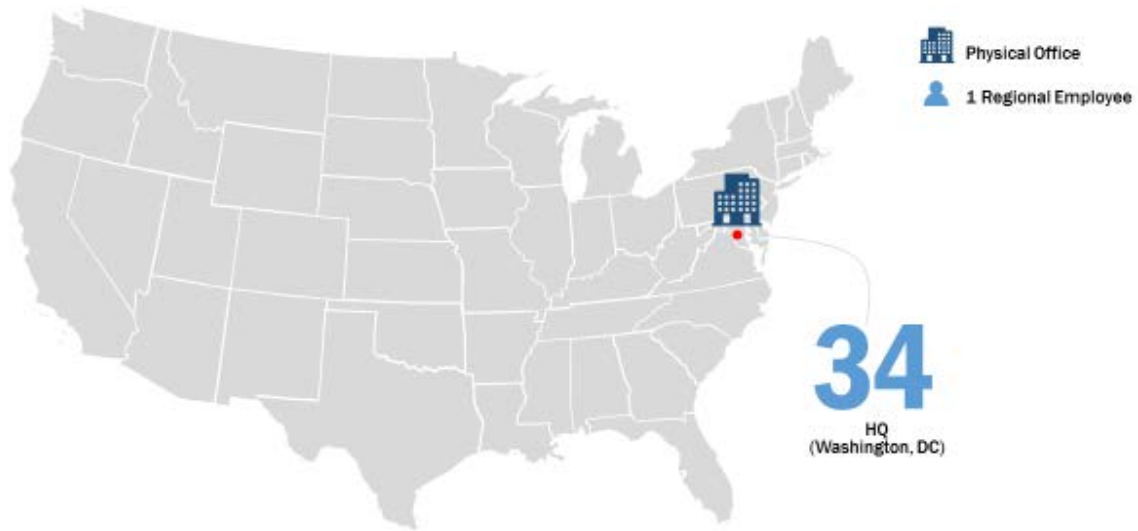 Physical Office
1 Regional Employee
34
HQ
(Washington, DC)